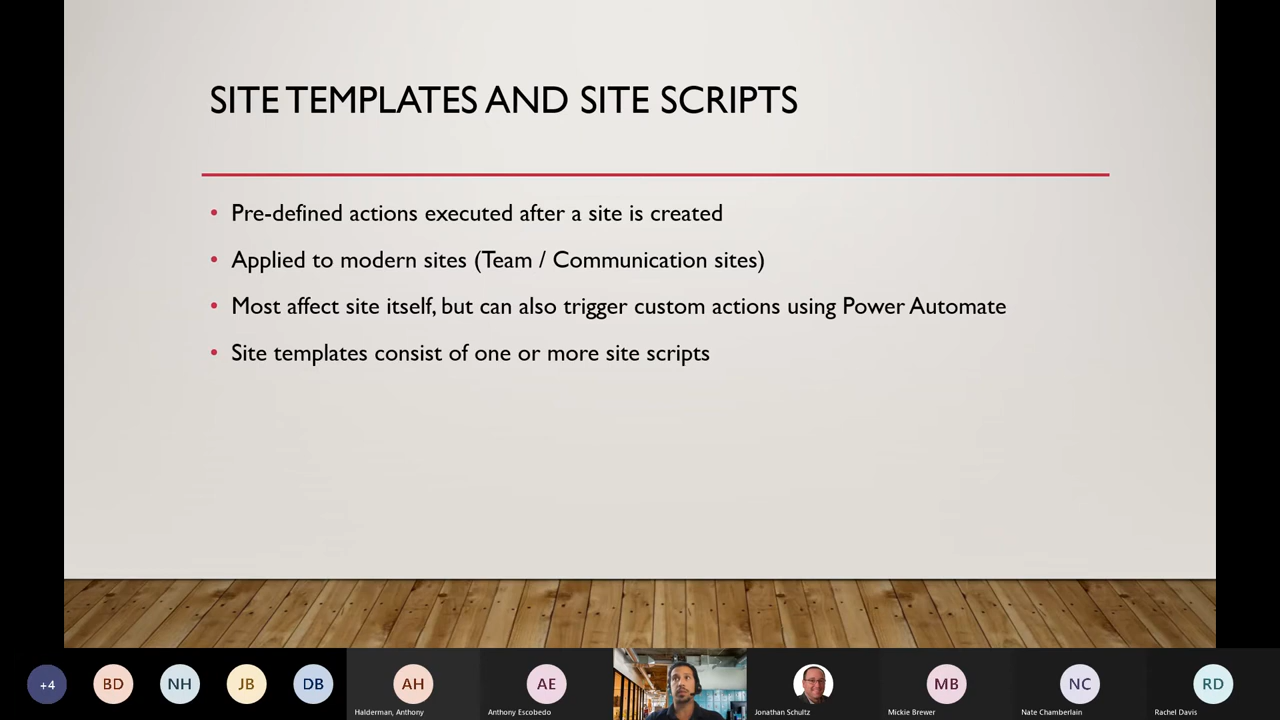 SITE TEMPLATES AND SITE SCRIPTS
• Pre-defined actions executed after a site is created
• Applied to modern sites (Team / Communication sites)
• Most affect site itself, but can also trigger custom actions using Power Automate
• Site templates consist of one or more site scripts
+4
BD
NH
JB
DB
AH
Halderman, Anthony
AE
Anthony Escobedo
Jonathan Schultz
MB
Mickie Brewer
NC
Nate Chamberlain
RD
Rachel Davis